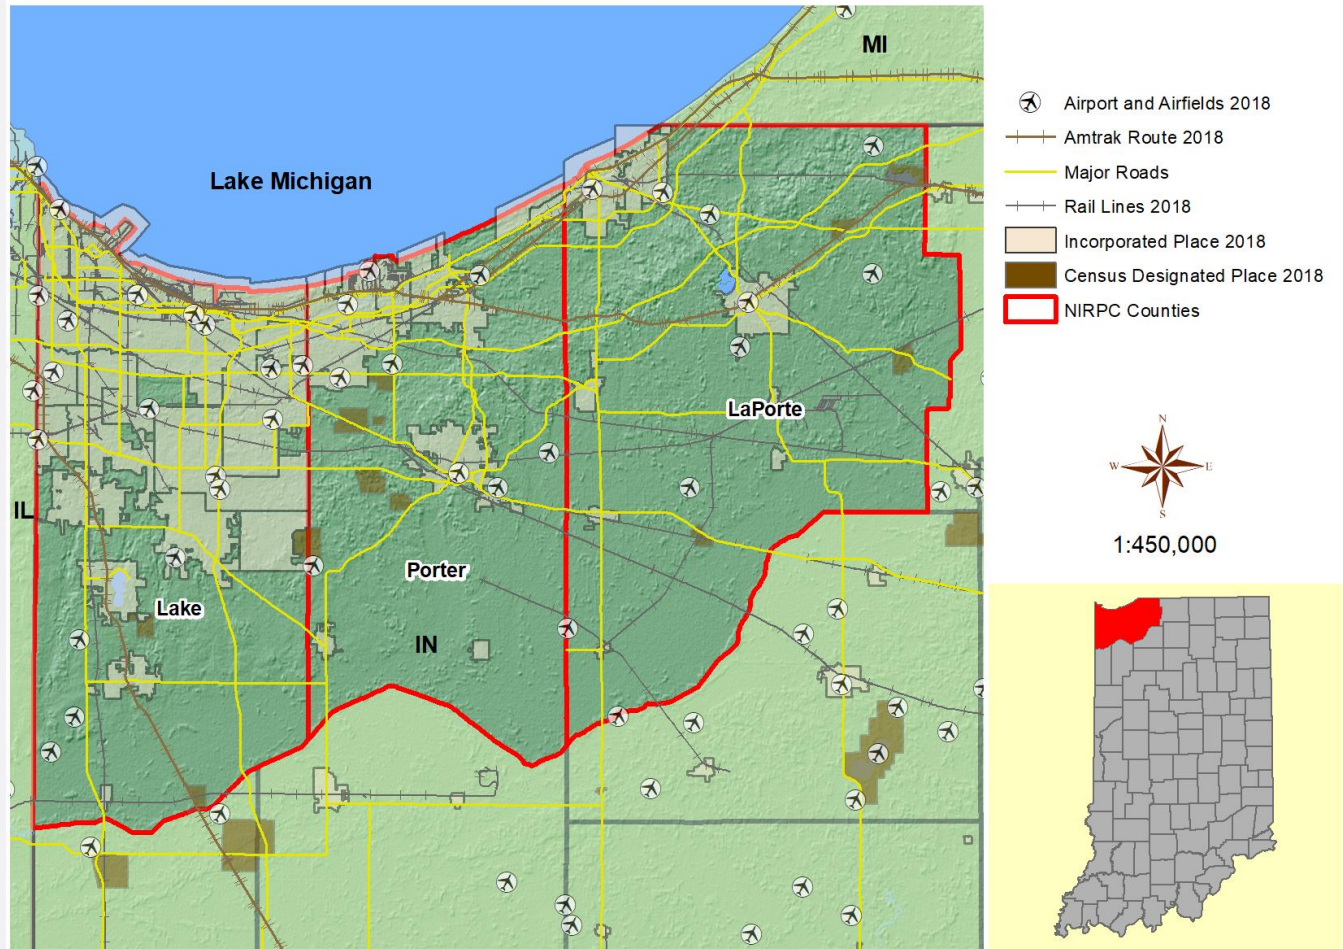 MI
Lake Michigan
LaPorte
IL
Porter
Lake
IN
Airport and Airfields 2018
Amtrak Route 2018
Major Roads
Rail Lines 2018
Incorporated Place 2018
Census Designated Place 2018
NIRPC Counties
N
W E
S
1:450,000